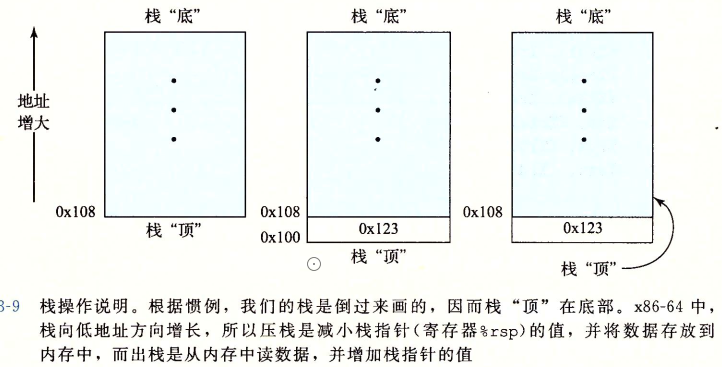 栈“底” 栈“底” 栈“底”
地址
增大
0x108 0x108 0x108
栈“顶” 0x123 0x123
0x100
栈“顶”
栈“顶”
3-9 栈操作说明。根据惯例，我们的栈是倒过来画的，因而栈“顶”在底部。x86-64 中，
栈向低地址方向增长，所以压栈是减小栈指针(寄存器%rsp)的值，并将数据存放到
内存中，而出栈是从内存中读数据，并增加栈指针的值